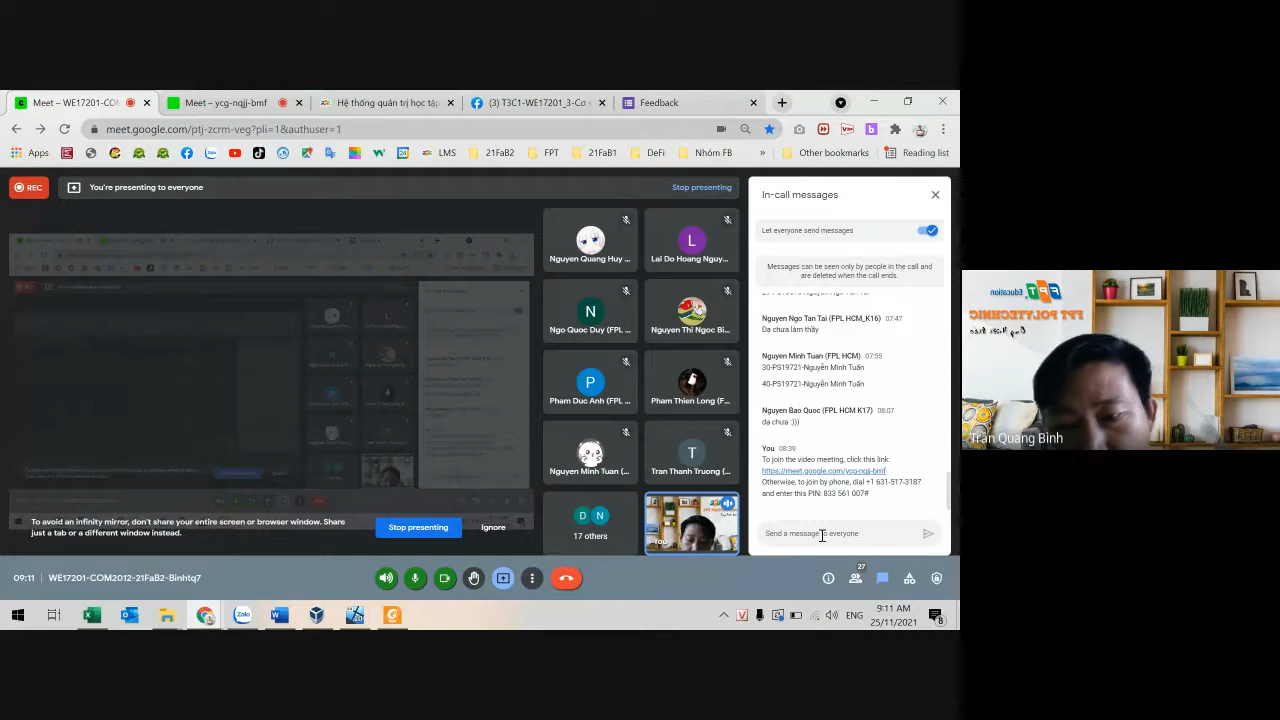 Meet – WE17201-CO
Meet – ycg-nqjj-bmf
Hệ thống quản trị học tập
(3) T3C1-WE17201_3-Cơ s
Feedback
meet.google.com/ptj-zcrm-veg?pli=1&authuser=1
Apps
LMS
21FaB2
FPT
21FaB1
DeFi
Nhóm FB
»
Other bookmarks
Reading list
REC
You're presenting to everyone
Stop presenting
In-call messages
Let everyone send messages
Messages can be seen only by people in the call and
are deleted when the call ends.
Nguyen Ngo Tan Tai (FPL HCM_K16) 07:47
Dạ chưa làm thầy
Nguyen Minh Tuan (FPL HCM) 07:55
30-PS19721-Nguyễn Minh Tuấn
40-PS19721-Nguyễn Minh Tuấn
Nguyen Bao Quoc (FPL HCM K17) 08:07
dạ chưa :)))
You 08:39
To join the video meeting, click this link:
https://meet.google.com/ycg-nqjj-bmf
Otherwise, to join by phone, dial +1 631-517-3187
and enter this PIN: 833 561 007#
Send a message to everyone
Nguyen Quang Huy ...
L
Lai Do Hoang Nguy...
N
Ngo Quoc Duy (FPL ...
Nguyen Thi Ngoc Bi...
P
Pham Duc Anh (FPL ...
Pham Thien Long (F...
Nguyen Minh Tuan (...
T
Tran Thanh Truong (...
D N
17 others
You
To avoid an infinity mirror, don't share your entire screen or browser window. Share
just a tab or a different window instead.
Stop presenting
Ignore
09:11 | WE17201-COM2012-21FaB2-Binhtq7
27
ENG
9:11 AM
25/11/2021
8
FPT Education
FPT POLYTECHNIC
Tran Quang Binh